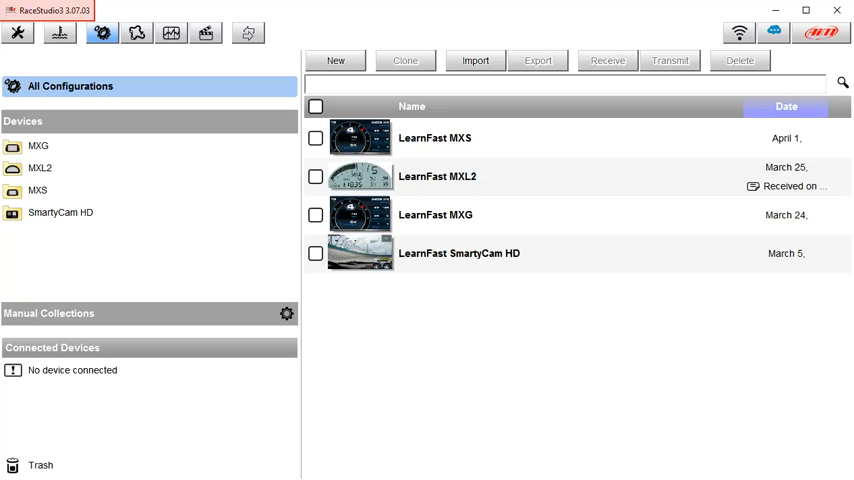 RaceStudio3 3.07.03
New
Clone
Import
Export
Receive
Transmit
Delete
All Configurations
Devices
MXG
MXL2
MXS
SmartyCam HD
Name
Date
LearnFast MXS
April 1,
LearnFast MXL2
March 25,
Received on ...
LearnFast MXG
March 24,
LearnFast SmartyCam HD
March 5,
Manual Collections
Connected Devices
No device connected
Trash